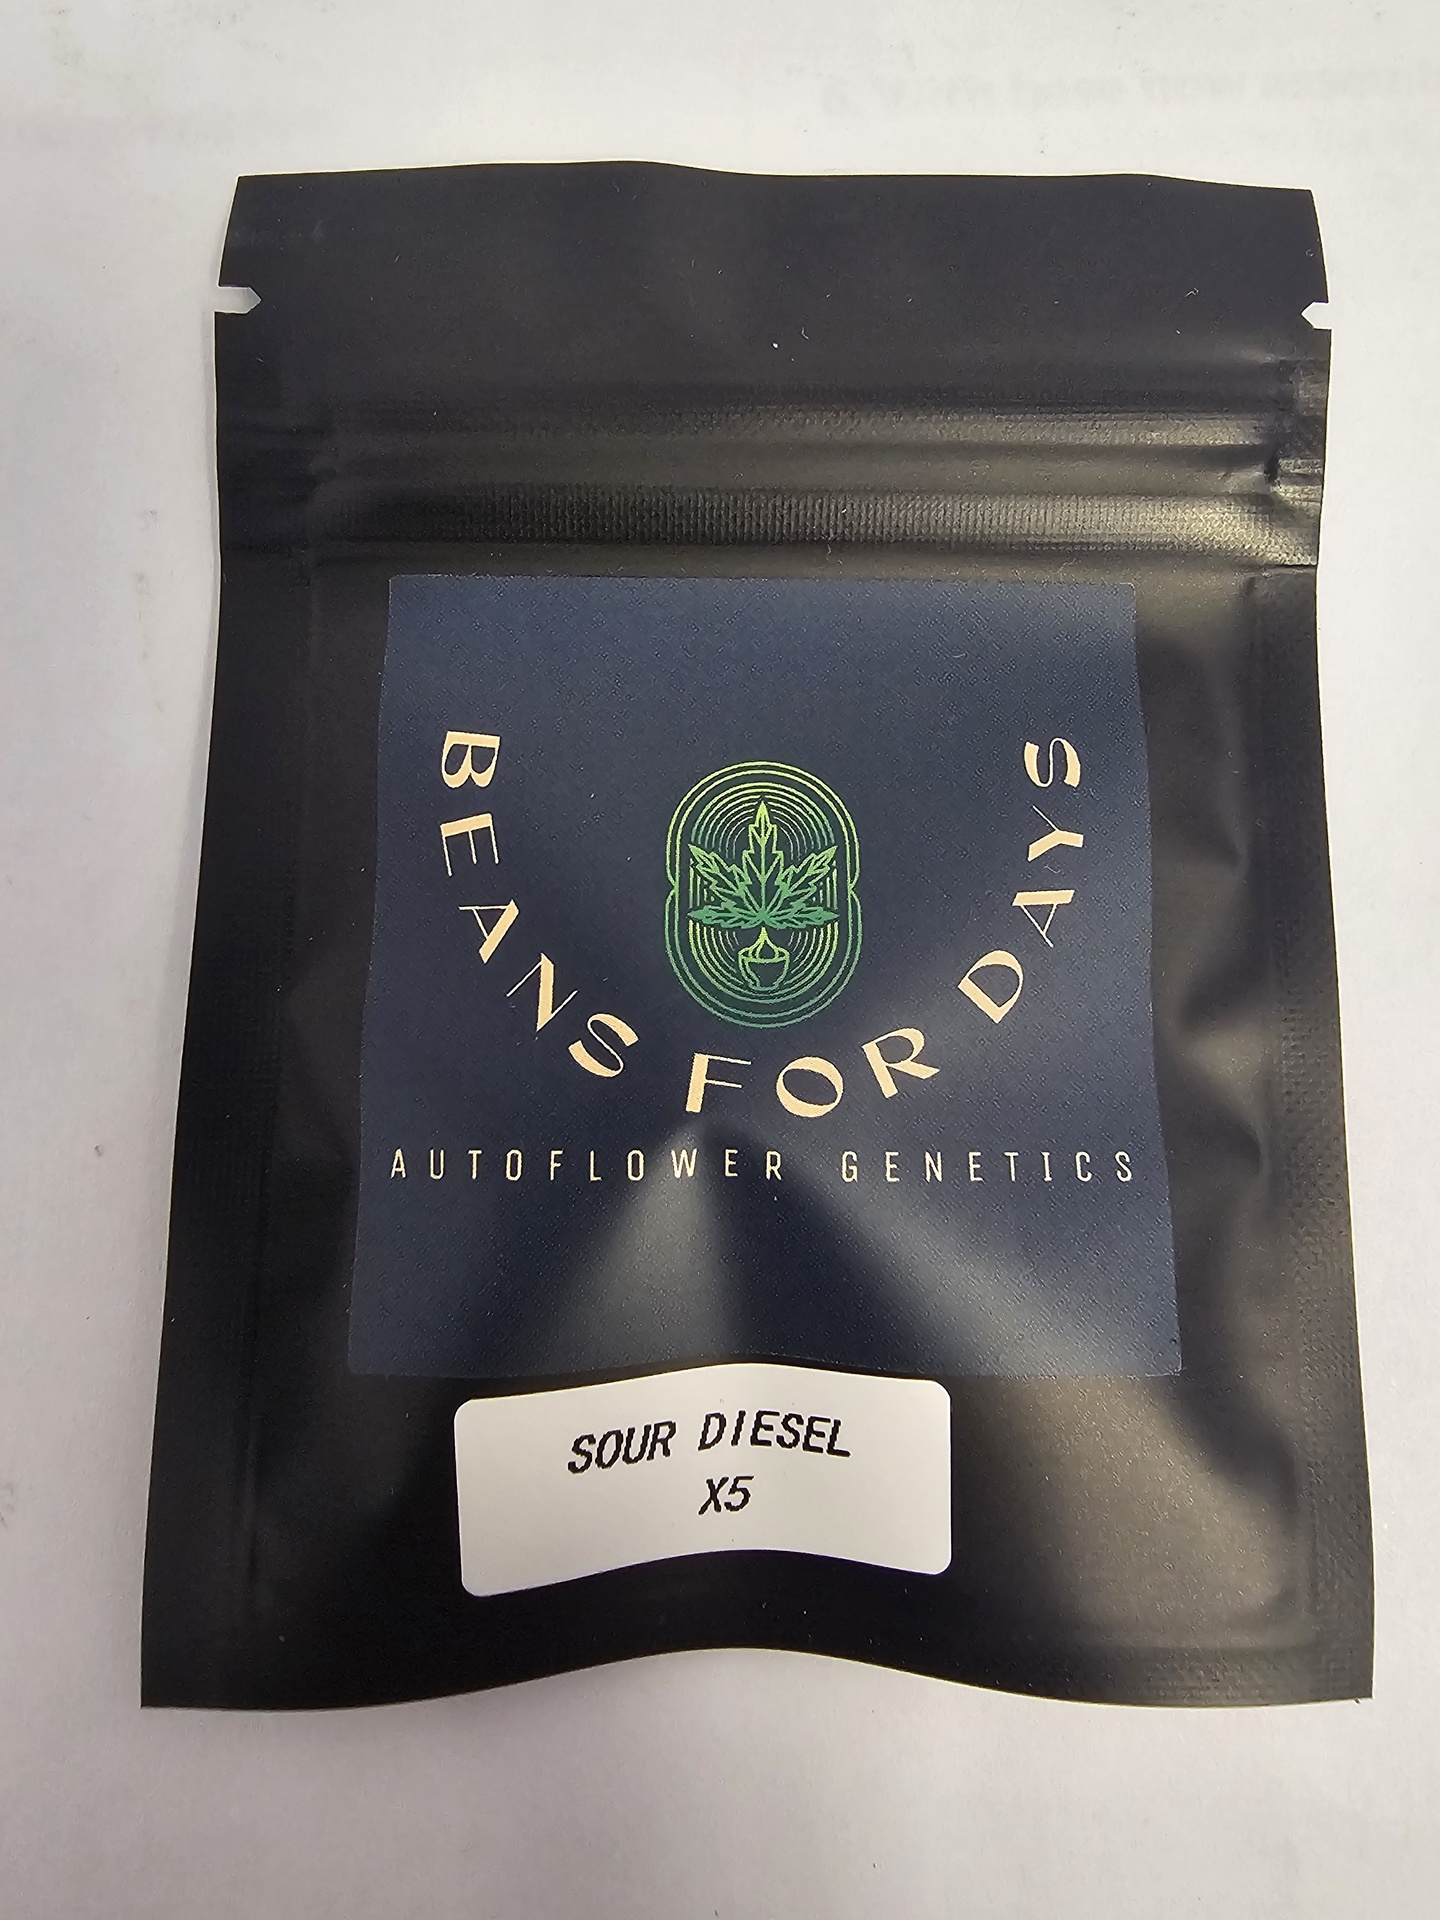 BEANS FOR DAYS
AUTOFLOWER GENETICS
SOUR DIESEL
X5